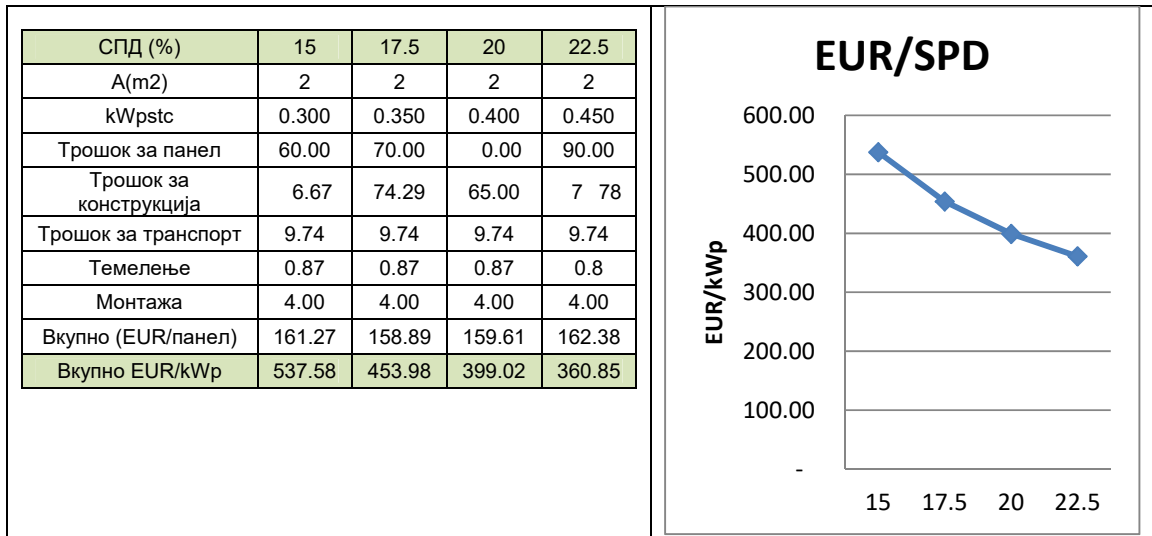 СПД (%) 15 17.5 20 22.5
A(m2) 2 2 2 2
kWpstc 0.300 0.350 0.400 0.450
Трошок за панел 60.00 70.00 0.00 90.00
Трошок за
конструкција 6.67 74.29 65.00 7 78
Трошок за транспорт 9.74 9.74 9.74 9.74
Темелење 0.87 0.87 0.87 0.8
Монтажа 4.00 4.00 4.00 4.00
Вкупно (EUR/панел) 161.27 158.89 159.61 162.38
Вкупно EUR/kWp 537.58 453.98 399.02 360.85
EUR/SPD
EUR/kWp
600.00
500.00
400.00
300.00
200.00
100.00
-
15 17.5 20 22.5